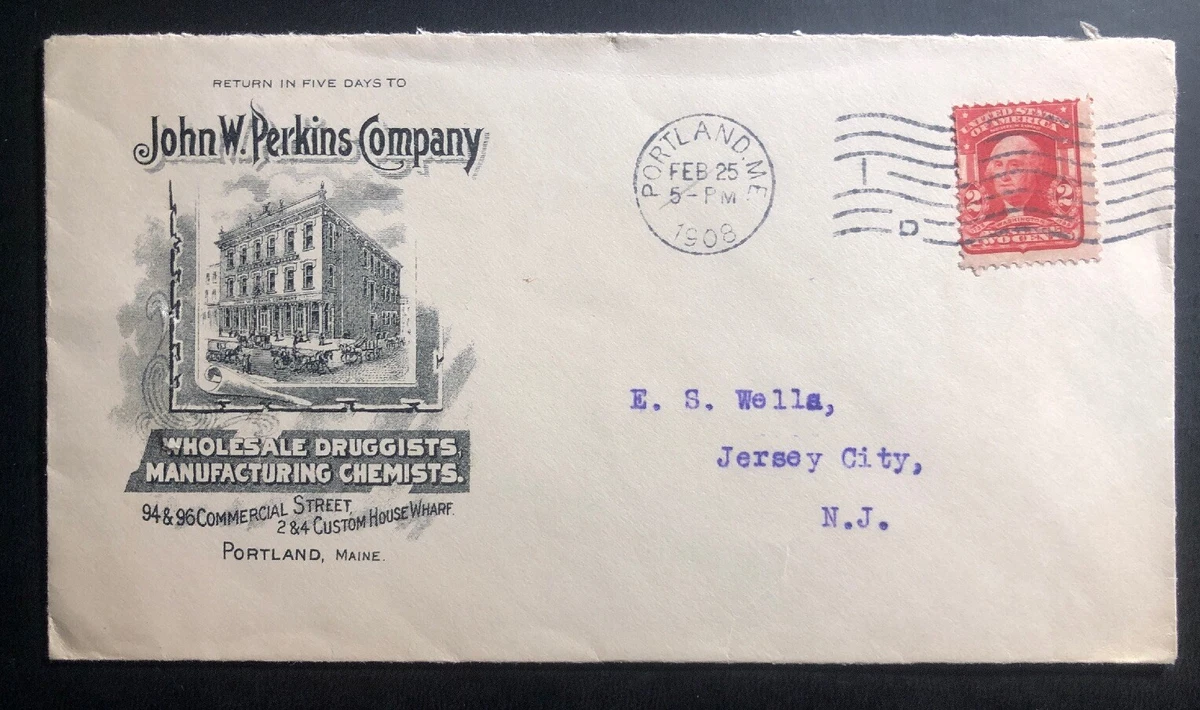 RETURN IN FIVE DAYS TO
John W. Perkins Company
WHOLESALE DRUGGISTS,
MANUFACTURING CHEMISTS.
94 & 96 COMMERCIAL STREET,
2 & 4 CUSTOM HOUSE WHARF.
PORTLAND, MAINE.
PORTLAND, ME.
FEB 25
5-PM
1908
I
D
UNITED STATES
OF AMERICA
2 2
WASHINGTON
TWO CENTS
E. S. Wells,
Jersey City,
N.J.